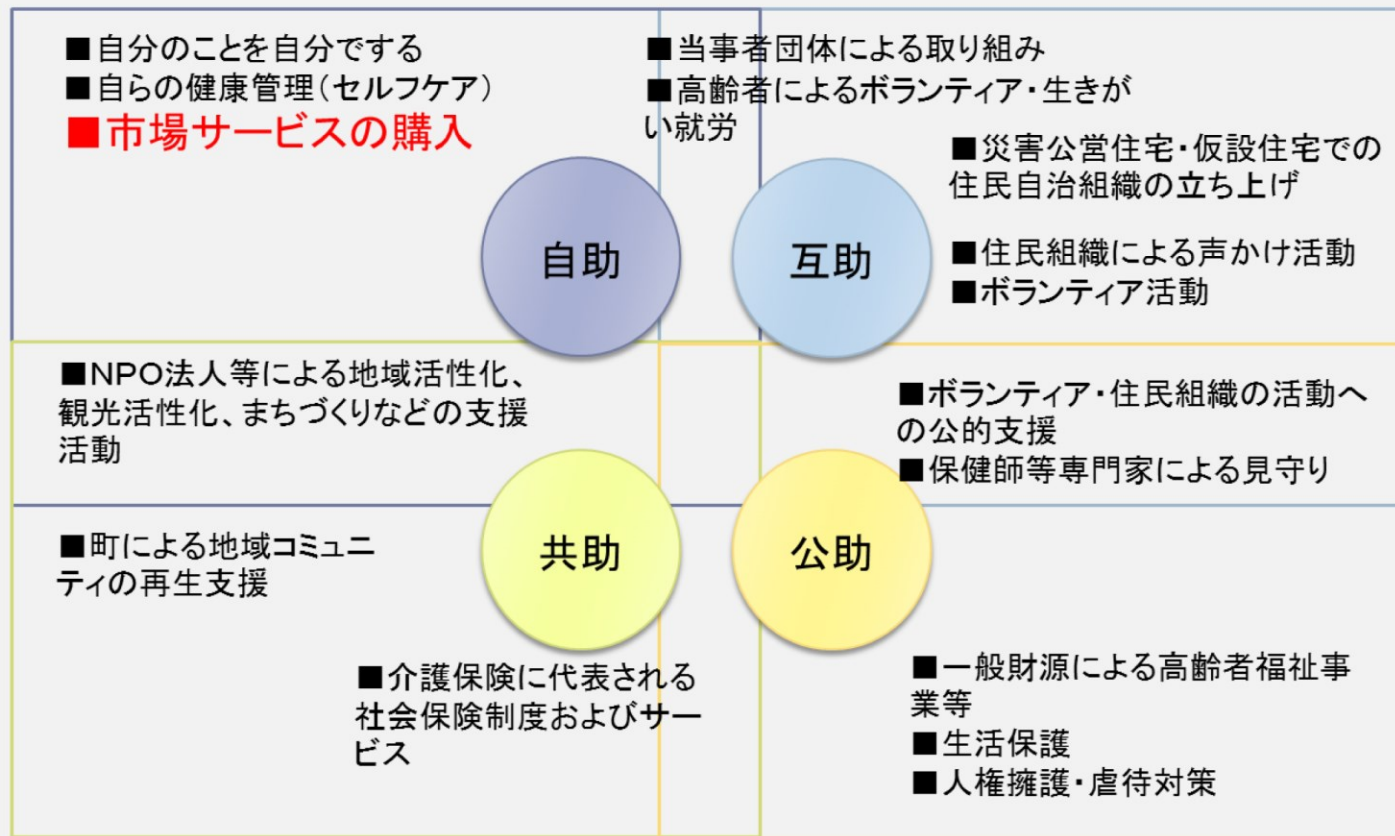 ■自分のことを自分でする
■自らの健康管理(セルフケア)
■市場サービスの購入
■当事者団体による取り組み
■高齢者によるボランティア・生きが
い就労
■災害公営住宅・仮設住宅での
住民自治組織の立ち上げ
■住民組織による声かけ活動
■ボランティア活動
自助
互助
■NPO法人等による地域活性化、
観光活性化、まちづくりなどの支援
活動
■ボランティア・住民組織の活動へ
の公的支援
■保健師等専門家による見守り
共助
公助
■町による地域コミュニ
ティの再生支援
■介護保険に代表される
社会保険制度およびサー
ビス
■一般財源による高齢者福祉事
業等
■生活保護
■人権擁護・虐待対策